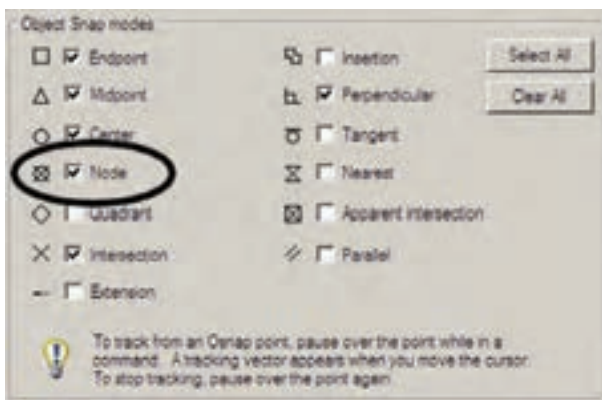 Object Snap modes
Endpoint
Midpoint
Center
Node
Quadrant
Intersection
Extension
Insertion
Perpendicular
Tangent
Nearest
Apparent intersection
Parallel
Select All
Clear All
To track from an Osnap point, pause over the point while in a
command. A tracking vector appears when you move the cursor.
To stop tracking, pause over the point again.